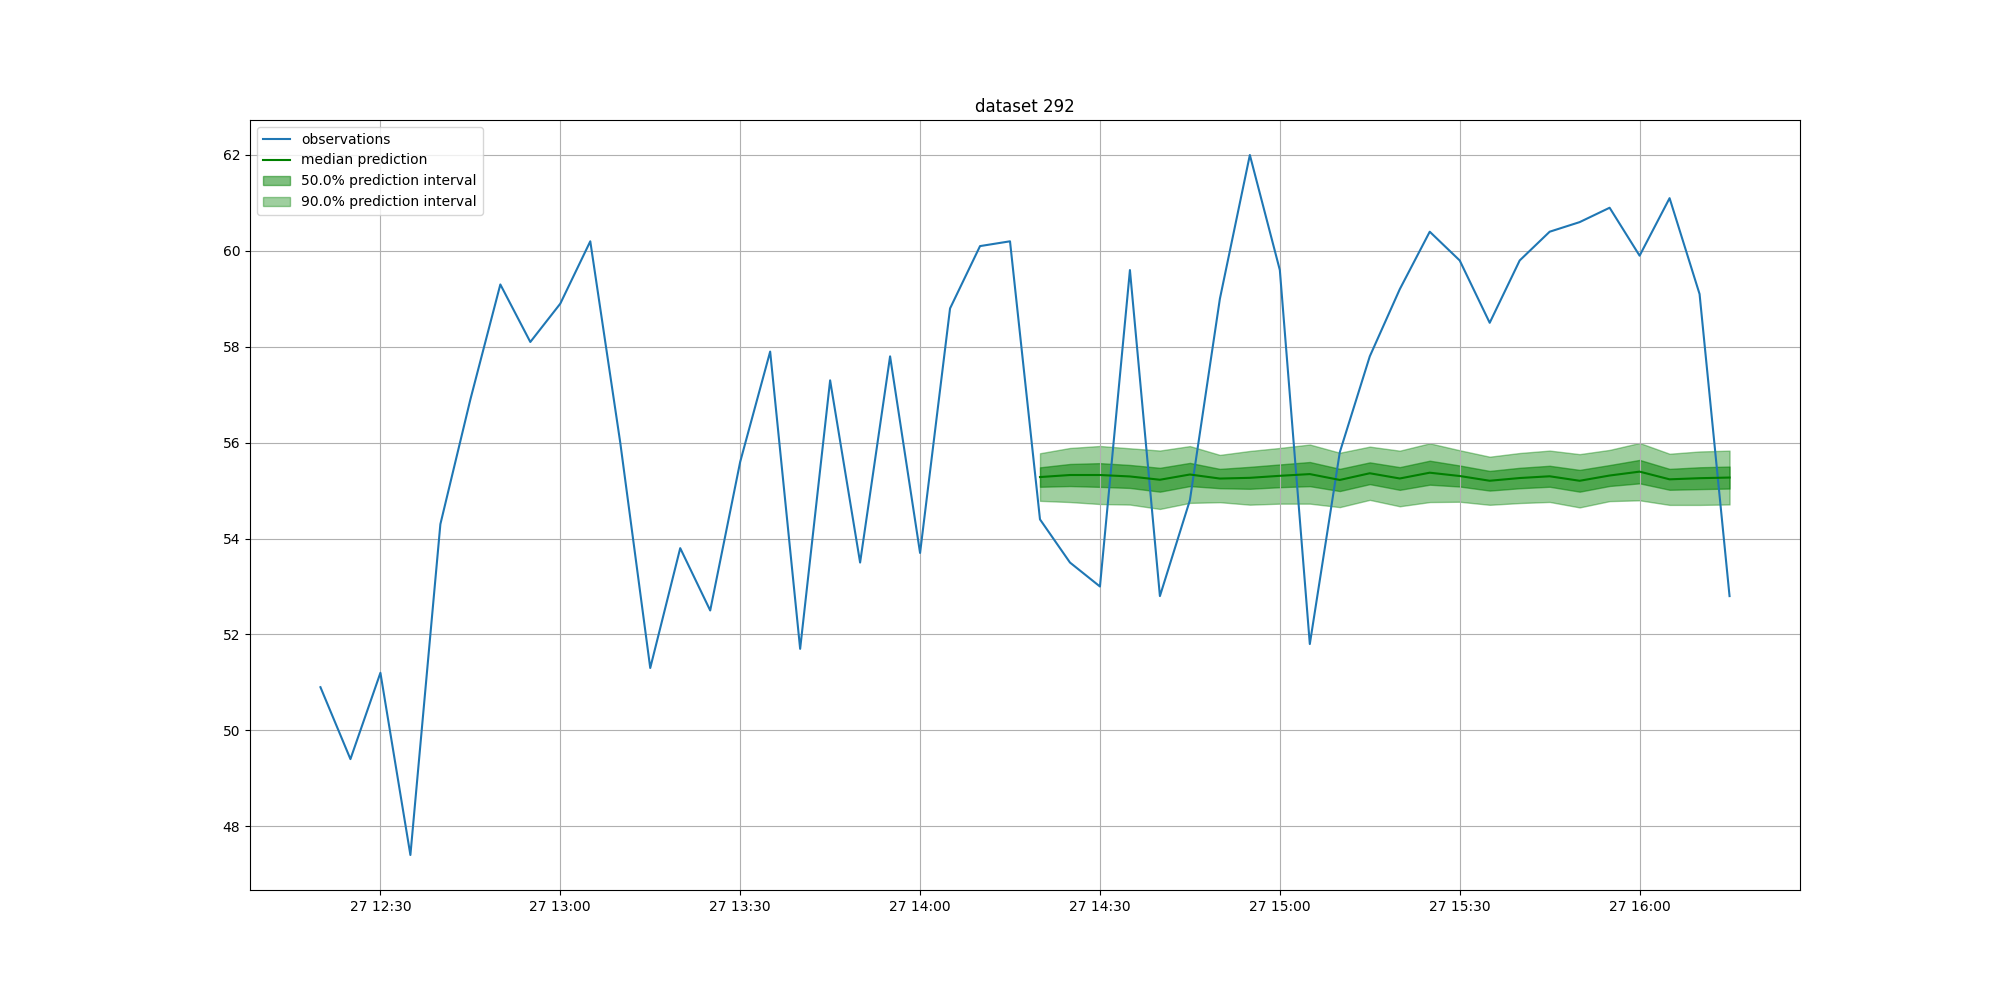 dataset 292
observations
median prediction
50.0% prediction interval
90.0% prediction interval
62
60
58
56
54
52
50
48
27 12:30 27 13:00 27 13:30 27 14:00 27 14:30 27 15:00 27 15:30 27 16:00